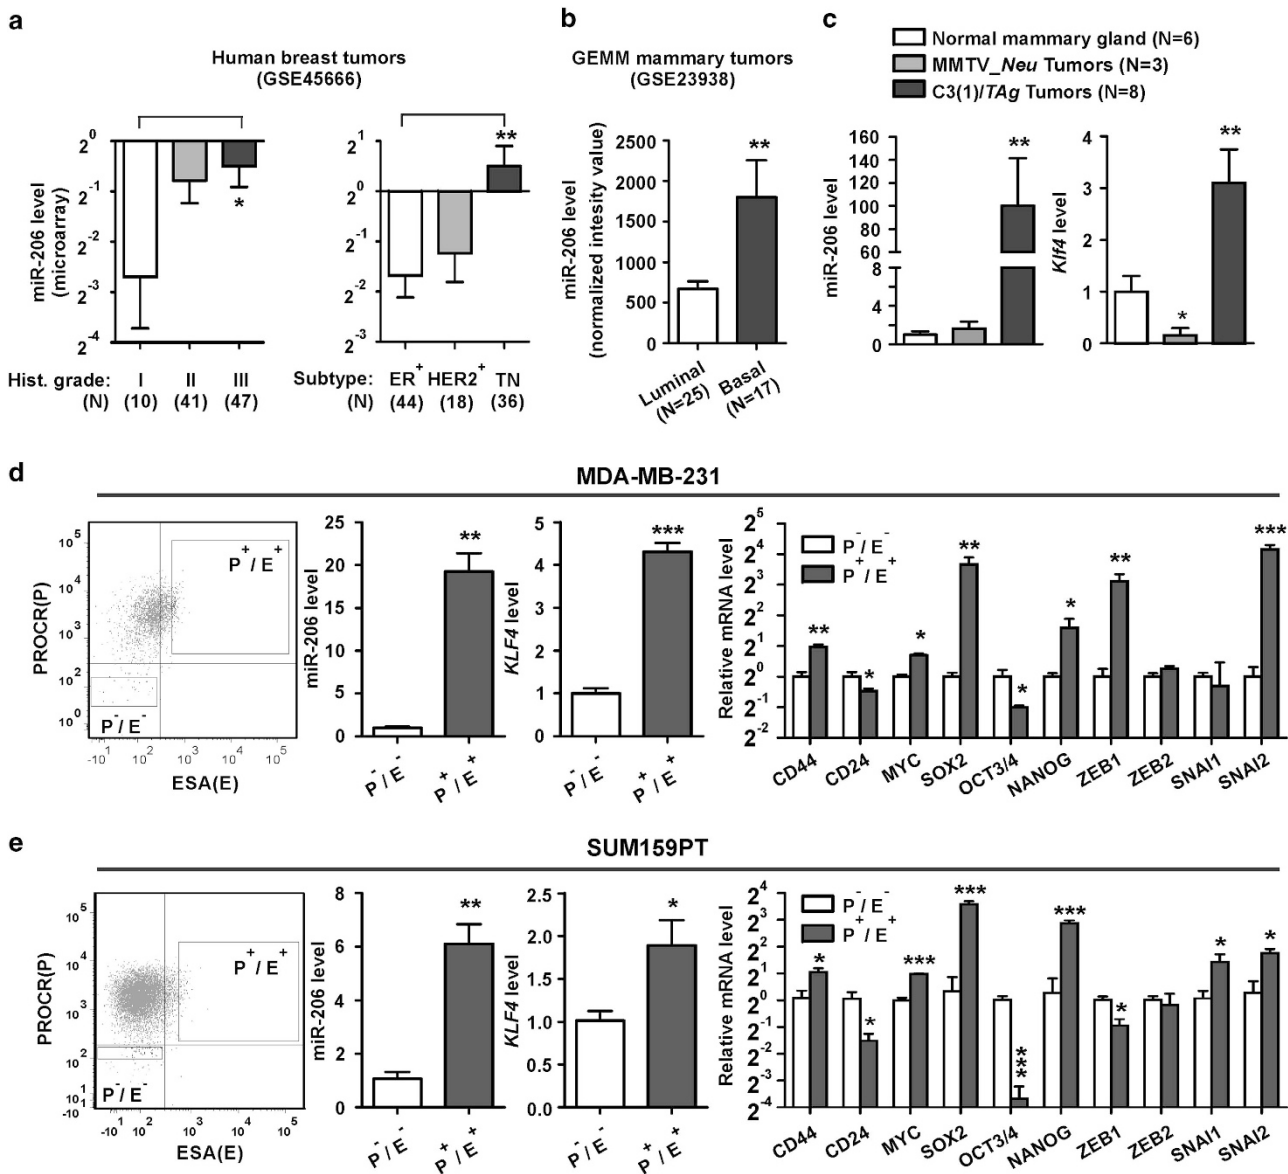 a
Human breast tumors
(GSE45666)
miR-206 level
(microarray)
2^0
2^-1
2^-2
2^-3
2^-4
*
Hist. grade: I II III
(N) (10) (41) (47)
2^1
2^0
2^-1
2^-2
2^-3
**
Subtype: ER^+ HER2^+ TN
(N) (44) (18) (36)
b
GEMM mammary tumors
(GSE23938)
miR-206 level
(normalized intesity value)
2500
2000
1500
1000
500
0
**
Luminal
(N=25)
Basal
(N=17)
c
Normal mammary gland (N=6)
MMTV_Neu Tumors (N=3)
C3(1)/TAg Tumors (N=8)
miR-206 level
160
140
120
100
80
60
8
4
2
0
**
Klf4 level
4
3
2
1
0
*
**
d
MDA-MB-231
PROCR(P)
10^5
10^4
10^3
10^2
10^0
P^+/E^+
P^-/E^-
-10^1 10^2 10^3 10^4 10^5
ESA(E)
miR-206 level
25
20
15
10
5
0
**
P^-/E^- P^+/E^+
KLF4 level
5
4
3
2
1
0
***
P^-/E^- P^+/E^+
Relative mRNA level
2^5
2^4
2^3
2^2
2^1
2^0
2^-1
2^-2
P^-/E^-
P^+/E^+
** * * ** * * ** ***
CD44 CD24 MYC SOX2 OCT3/4 NANOG ZEB1 ZEB2 SNAI1 SNAI2
e
SUM159PT
PROCR(P)
10^5
10^4
10^3
10^2
10^1
-10^1
P^+/E^+
P^-/E^-
-10^1 10^2 10^3 10^4 10^5
ESA(E)
miR-206 level
8
6
4
2
0
**
P^-/E^- P^+/E^+
KLF4 level
2.5
2.0
1.5
1.0
0.5
0.0
*
P^-/E^- P^+/E^+
Relative mRNA level
2^4
2^3
2^2
2^1
2^0
2^-1
2^-2
2^-3
2^-4
P^-/E^-
P^+/E^+
* * *** *** *** *** * * *
CD44 CD24 MYC SOX2 OCT3/4 NANOG ZEB1 ZEB2 SNAI1 SNAI2